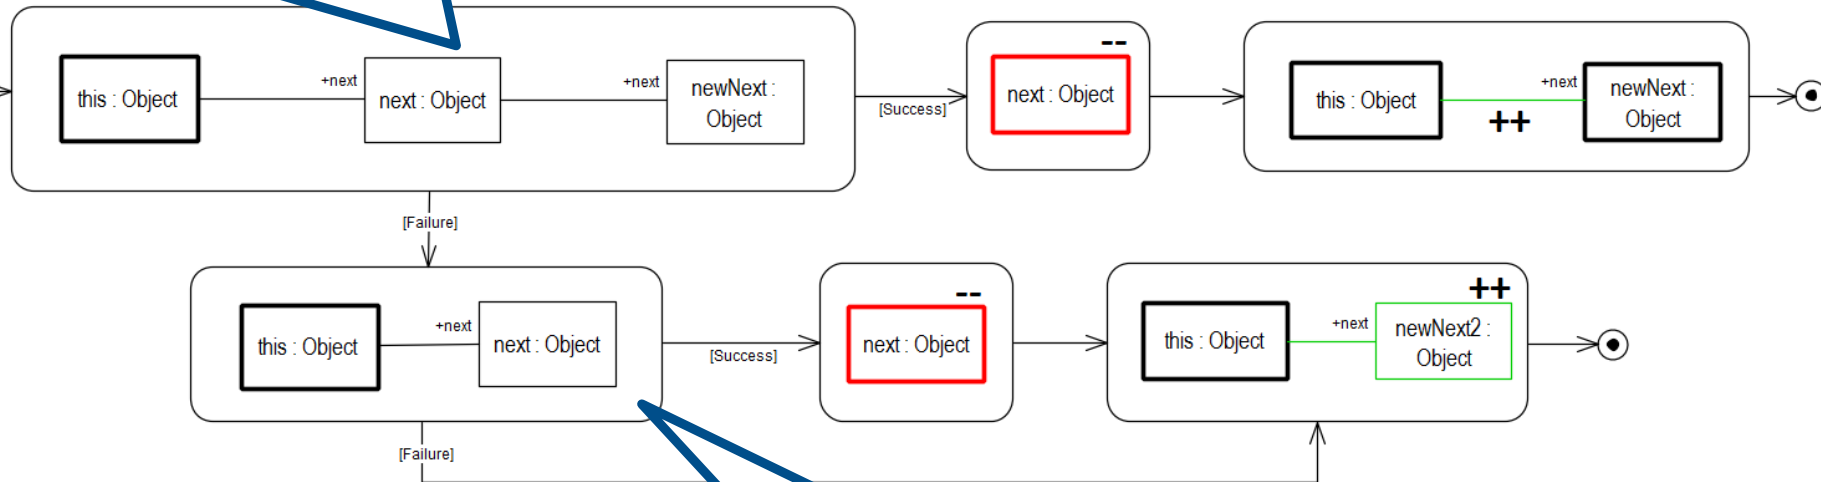 this : Object
+next
next : Object
+next
newNext :
Object
[Success]
--
next : Object
this : Object
+next
++
newNext :
Object
[Failure]
this : Object
+next
next : Object
[Success]
--
next : Object
++
this : Object
+next
newNext2 :
Object
[Failure]